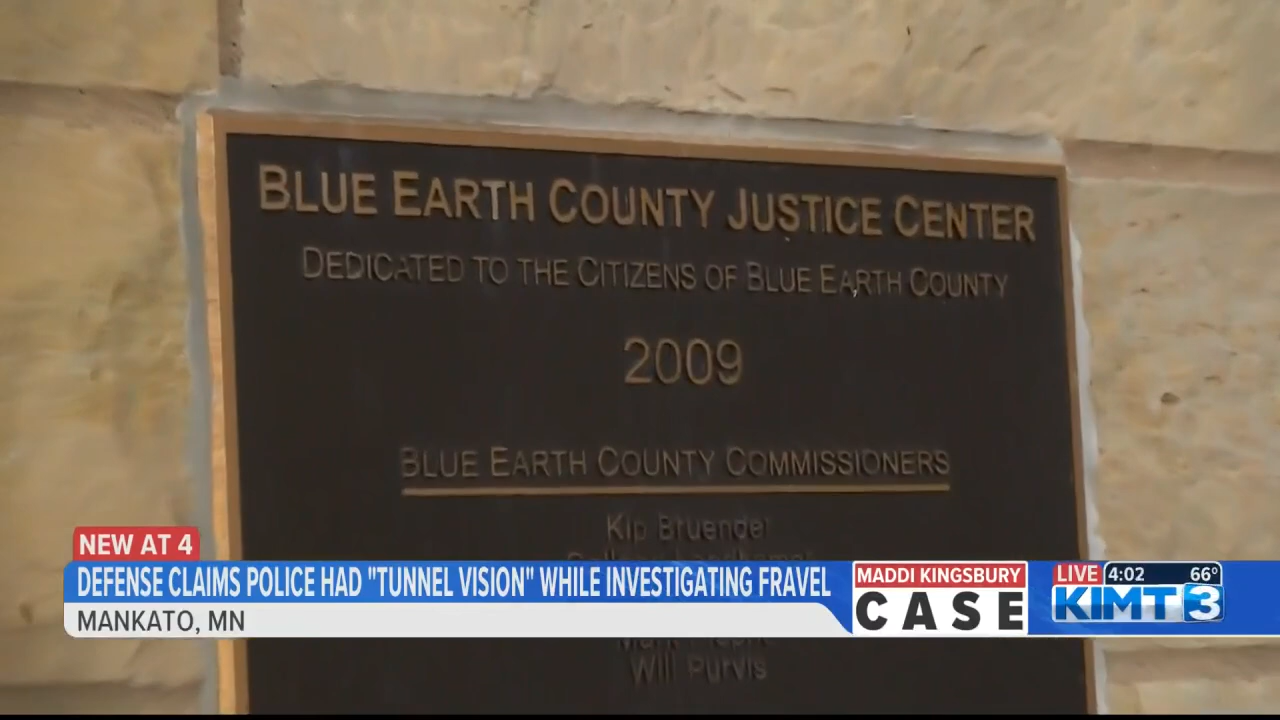 BLUE EARTH COUNTY JUSTICE CENTER
DEDICATED TO THE CITIZENS OF BLUE EARTH COUNTY
2009
BLUE EARTH COUNTY COMMISSIONERS
Kip Bruender
Will Purvis
NEW AT 4
DEFENSE CLAIMS POLICE HAD "TUNNEL VISION" WHILE INVESTIGATING FRAVEL
MANKATO, MN
MADDI KINGSBURY
CASE
LIVE 4:02 66°
KIMT 3